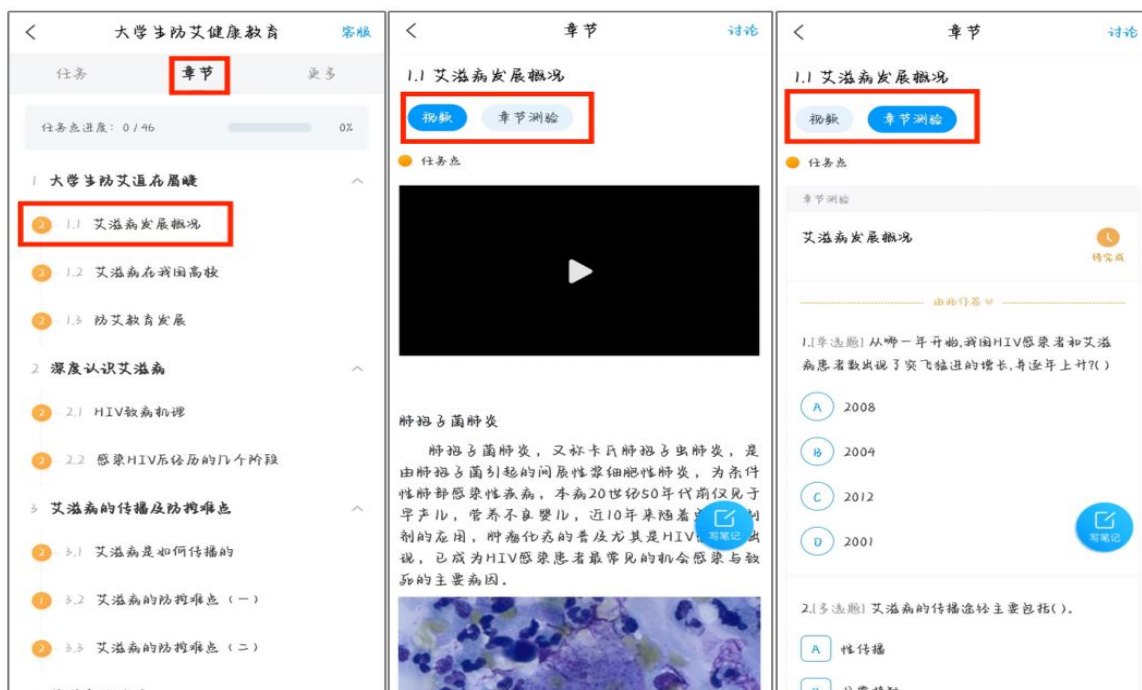 大学生防艾健康教育
客服
任务
章节
更多
任务点进度：0/46
0%
1 大学生防艾迫在眉睫
2 1.1 艾滋病发展概况
2 1.2 艾滋病在我国高校
2 1.3 防艾教育发展
2 深度认识艾滋病
2 2.1 HIV致病机理
2 2.2 感染HIV后经历的几个阶段
3 艾滋病的传播及防控难点
2 3.1 艾滋病是如何传播的
1 3.2 艾滋病的防控难点（一）
2 3.3 艾滋病的防控难点（二）
章节
讨论
1.1 艾滋病发展概况
视频
章节测验
任务点
肺孢子菌肺炎
肺孢子菌肺炎，又称卡氏肺孢子虫肺炎，是
由肺孢子菌引起的间质性浆细胞性肺炎，为条件
性肺部感染性疾病，本病20世纪50年代前仅见于
早产儿，营养不良婴儿，近10年来随着
剂的应用，肿瘤化疗的普及尤其是HIV
现，已成为HIV感染患者最常见的机会感染与致
死的主要病因。
写笔记
章节
讨论
1.1 艾滋病发展概况
视频
章节测验
任务点
章节测验
艾滋病发展概况
待完成
由此作答
1.[单选题] 从哪一年开始,我国HIV感染者和艾滋
病患者数出现了突飞猛进的增长,并逐年上升?( )
A 2008
B 2004
C 2012
D 2001
写笔记
2.[多选题] 艾滋病的传播途径主要包括( )。
A 性传播